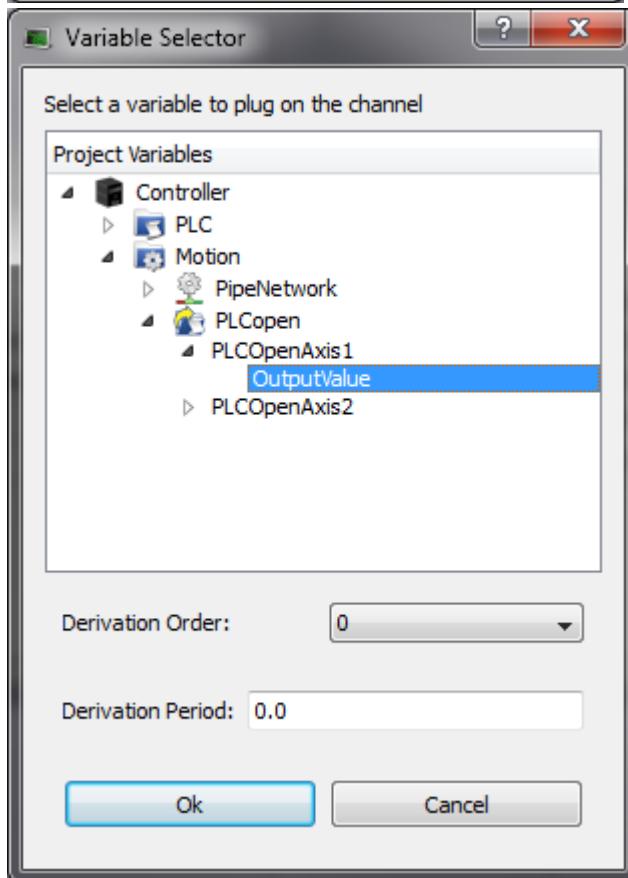 Variable Selector
?
X
Select a variable to plug on the channel
Project Variables
Controller
PLC
Motion
PipeNetwork
PLCopen
PLCOpenAxis1
OutputValue
PLCOpenAxis2
Derivation Order: 0
Derivation Period: 0.0
Ok Cancel